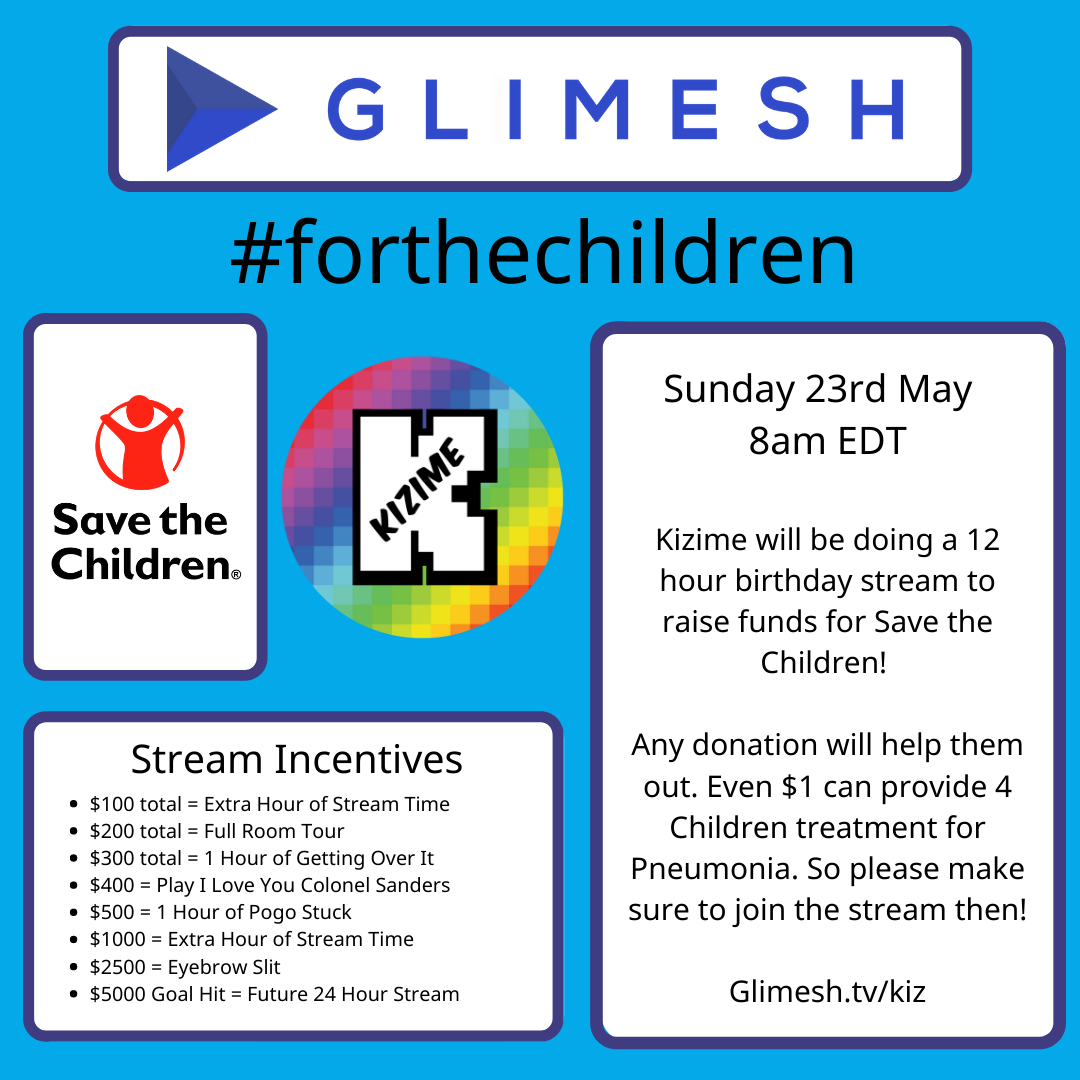 GLIMESH
#forthechildren
Save the
Children®
KIZIME
Sunday 23rd May
8am EDT
Kizime will be doing a 12
hour birthday stream to
raise funds for Save the
Children!
Any donation will help them
out. Even $1 can provide 4
Children treatment for
Pneumonia. So please make
sure to join the stream then!
Glimesh.tv/kiz
Stream Incentives
• $100 total = Extra Hour of Stream Time
• $200 total = Full Room Tour
• $300 total = 1 Hour of Getting Over It
• $400 = Play I Love You Colonel Sanders
• $500 = 1 Hour of Pogo Stuck
• $1000 = Extra Hour of Stream Time
• $2500 = Eyebrow Slit
• $5000 Goal Hit = Future 24 Hour Stream